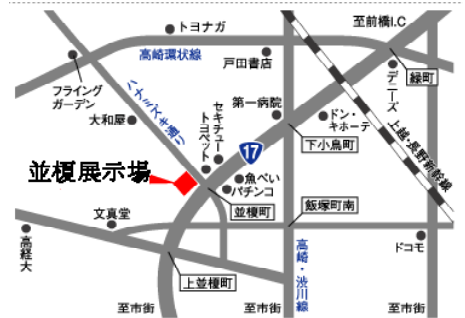 トヨナガ
至前橋I.C
高崎環状線
戸田書店
緑町
フライング
ガーデン
ハナミズキ通り
デニーズ
大和屋
セキチュー
トヨペット
第一病院
ドン・
キホーテ
上越・長野新幹線
17
下小鳥町
並榎展示場
魚べい
パチンコ
文真堂
並榎町
飯塚町南
高経大
ドコモ
上並榎町
高崎・渋川線
至市街
至市街
至市街